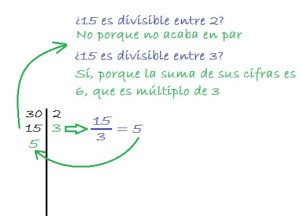 ¿15 es divisible entre 2?
No porque no acaba en par
¿15 es divisible entre 3?
Sí, porque la suma de sus cifras es
6, que es múltiplo de 3
30 | 2
15 | 3 ⇒ 15/3 = 5
5